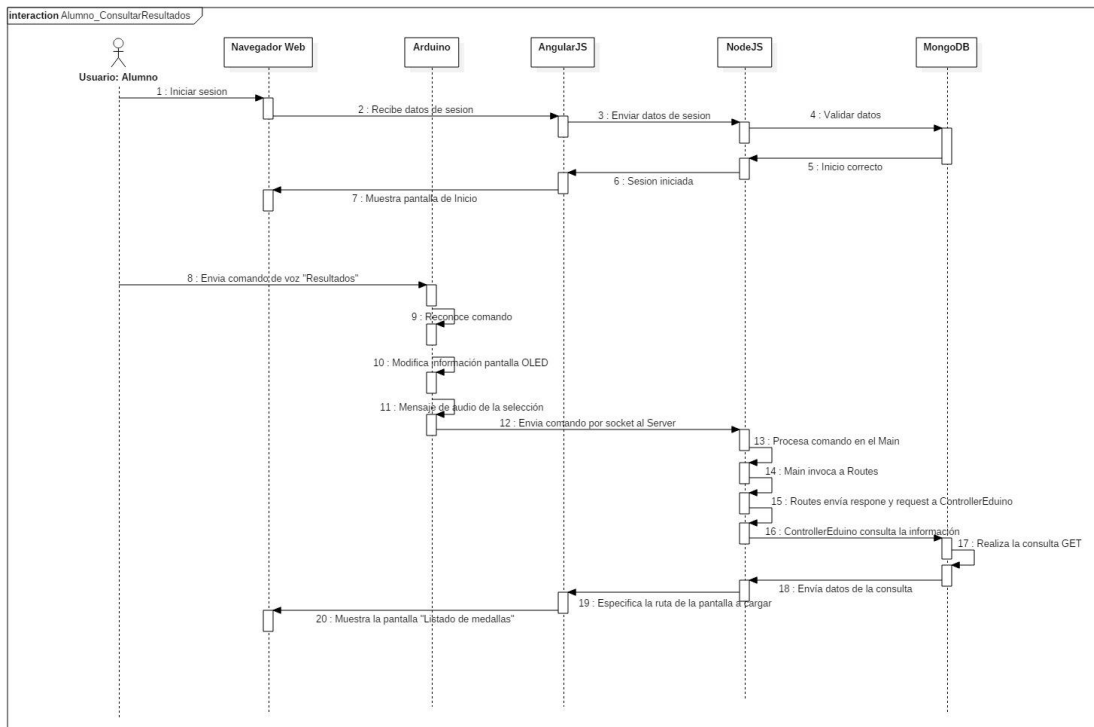 interaction Alumno_ConsultarResultados
Navegador Web
Arduino
AngularJS
NodeJS
MongoDB
Usuario: Alumno
1 : Iniciar sesion
2 : Recibe datos de sesion
3 : Enviar datos de sesion
4 : Validar datos
5 : Inicio correcto
6 : Sesion iniciada
7 : Muestra pantalla de Inicio
8 : Envia comando de voz "Resultados"
9 : Reconoce comando
10 : Modifica información pantalla OLED
11 : Mensaje de audio de la selección
12 : Envia comando por socket al Server
13 : Procesa comando en el Main
14 : Main invoca a Routes
15 : Routes envía respone y request a ControllerEduino
16 : ControllerEduino consulta la información
17 : Realiza la consulta GET
18 : Envía datos de la consulta
19 : Especifica la ruta de la pantalla a cargar
20 : Muestra la pantalla "Listado de medallas"